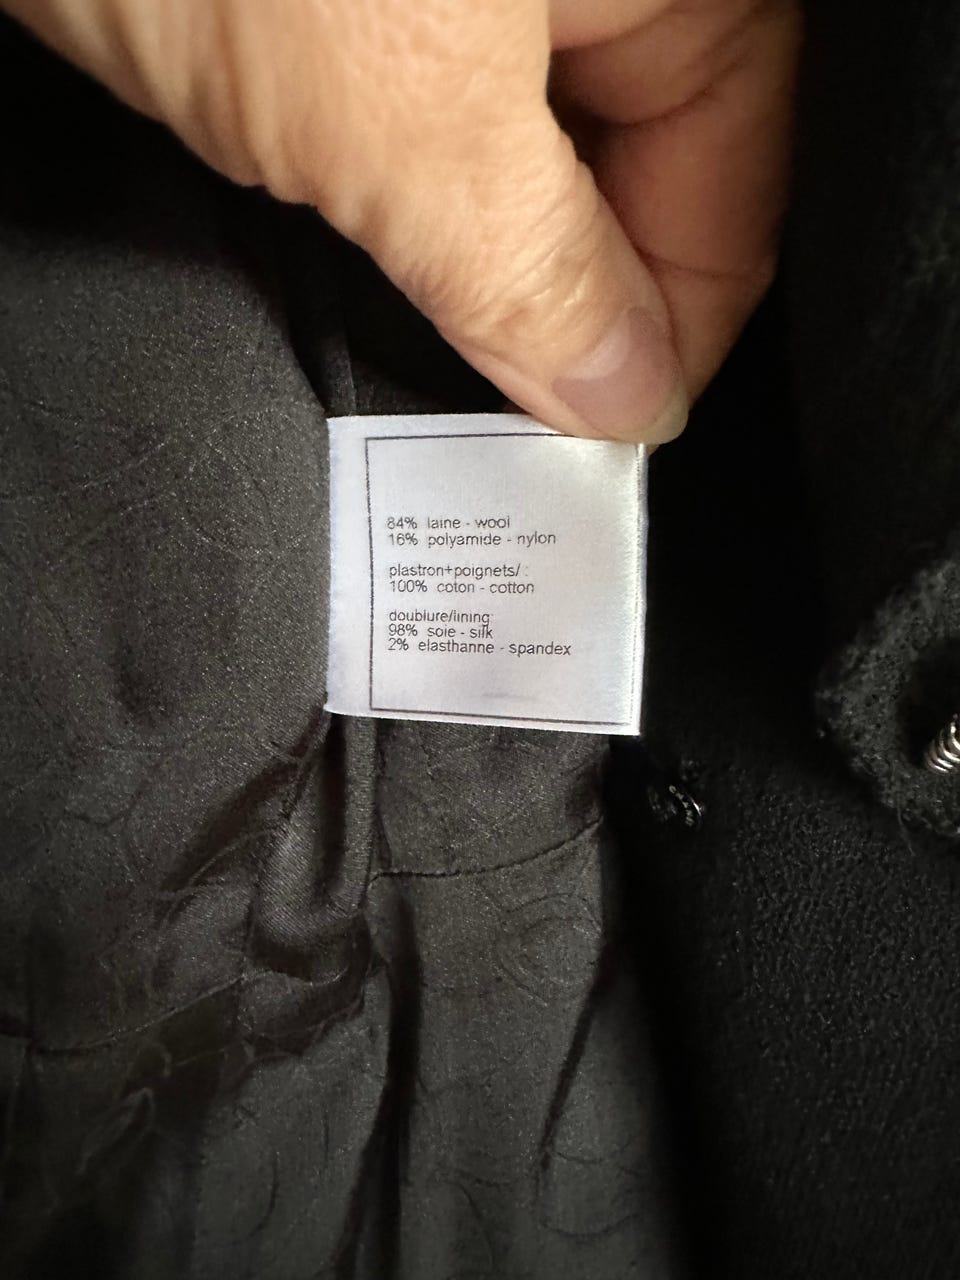 84% laine - wool
16% polyamide - nylon
plastron+poignets/ :
100% coton - cotton
doublure/lining:
98% soie - silk
2% elasthanne - spandex